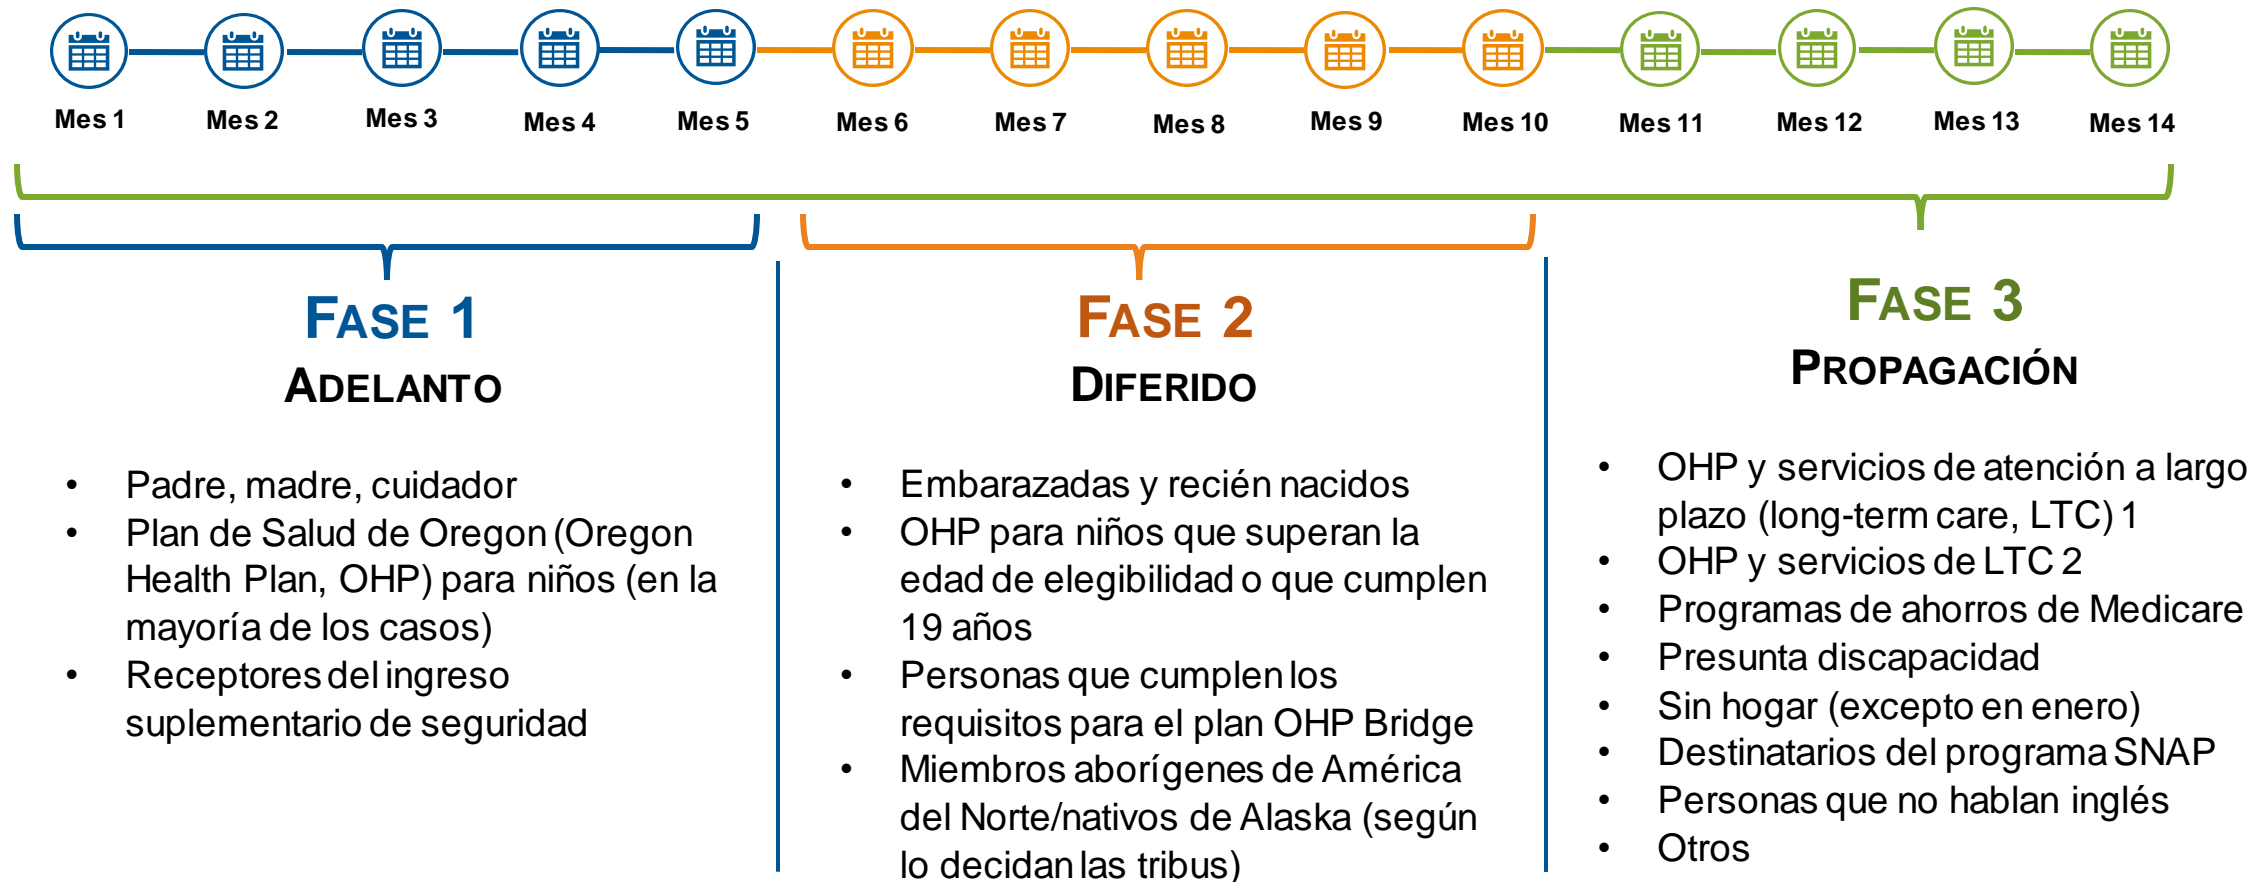 Mes 1
Mes 2
Mes 3
Mes 4
Mes 5
Mes 6
Mes 7
Mes 8
Mes 9
Mes 10
Mes 11
Mes 12
Mes 13
Mes 14
FASE 1
ADELANTO
• Padre, madre, cuidador
• Plan de Salud de Oregon (Oregon
Health Plan, OHP) para niños (en la
mayoría de los casos)
• Receptores del ingreso
suplementario de seguridad
FASE 2
DIFERIDO
• Embarazadas y recién nacidos
• OHP para niños que superan la
edad de elegibilidad o que cumplen
19 años
• Personas que cumplen los
requisitos para el plan OHP Bridge
• Miembros aborígenes de América
del Norte/nativos de Alaska (según
lo decidan las tribus)
FASE 3
PROPAGACIÓN
• OHP y servicios de atención a largo
plazo (long-term care, LTC) 1
• OHP y servicios de LTC 2
• Programas de ahorros de Medicare
• Presunta discapacidad
• Sin hogar (excepto en enero)
• Destinatarios del programa SNAP
• Personas que no hablan inglés
• Otros